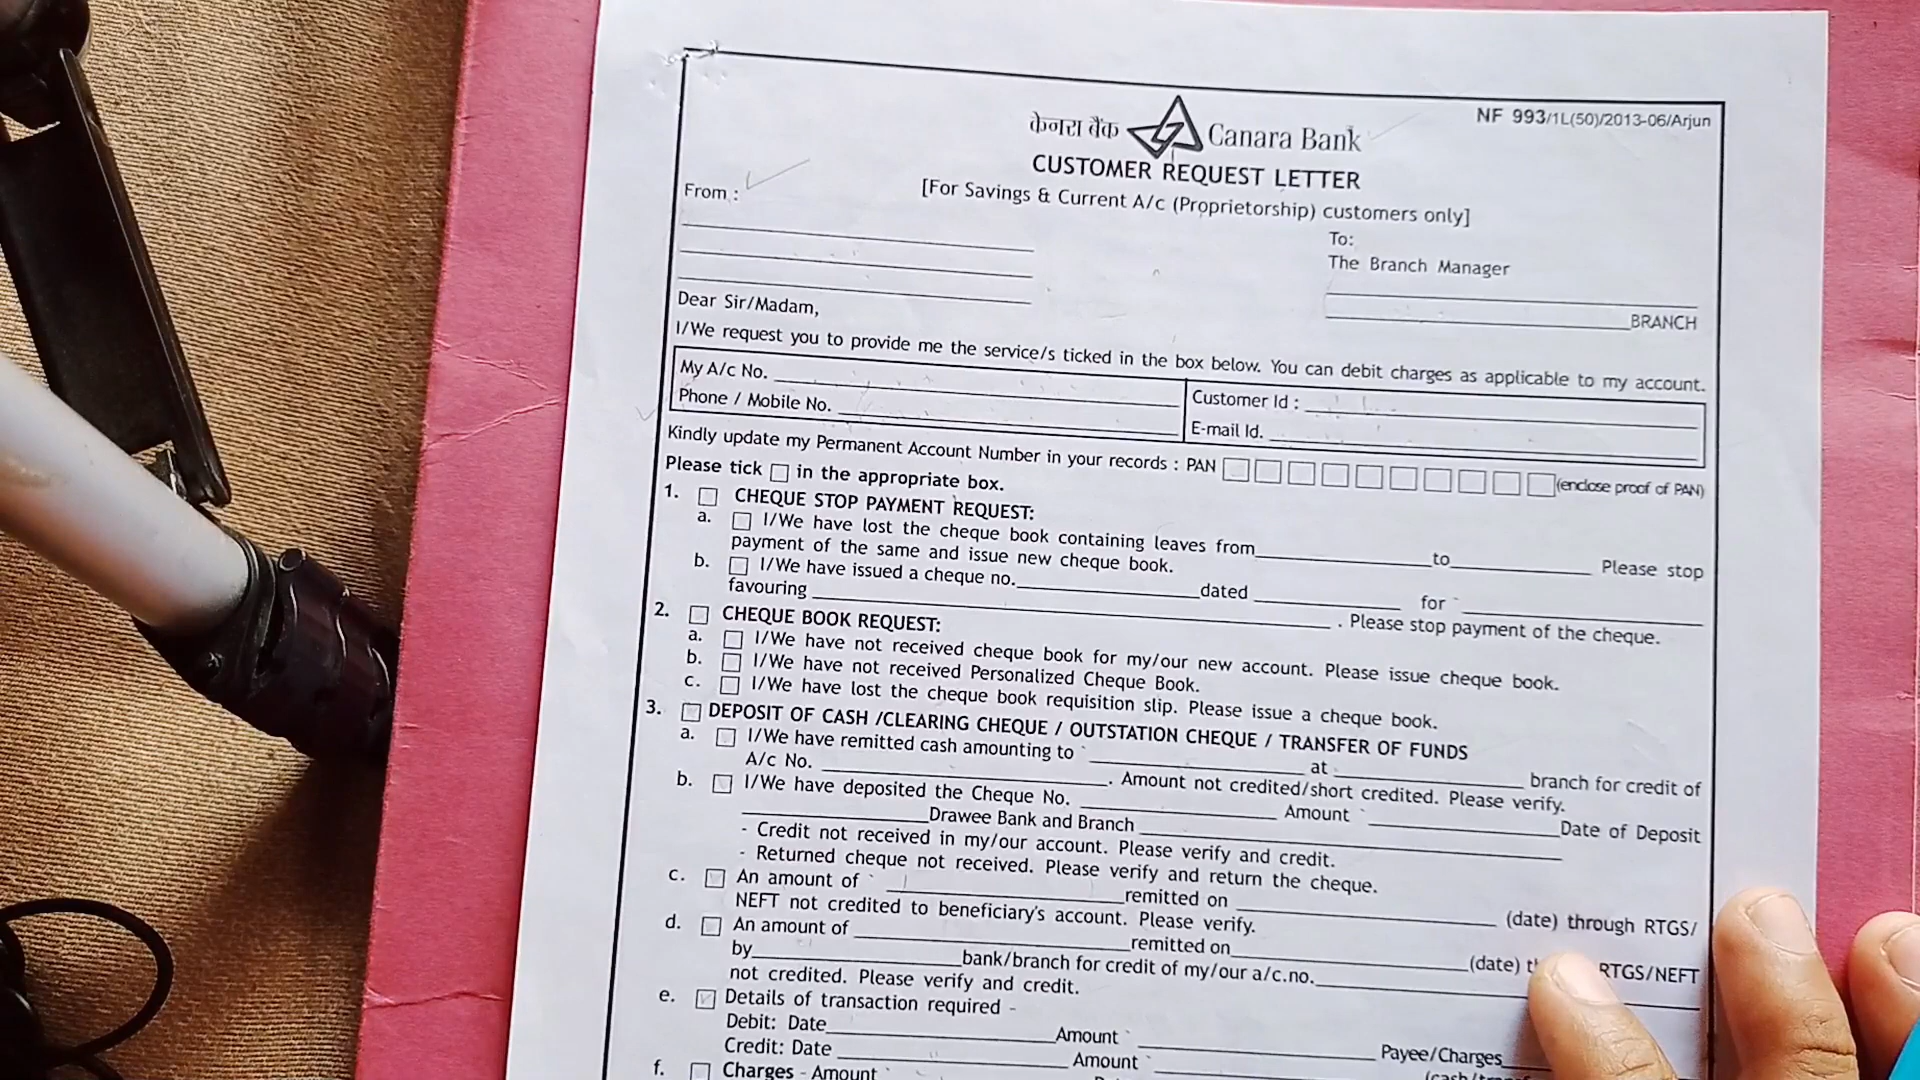 NF 993/1L(50)/2013-06/Arjun
केनरा बैंक Canara Bank
CUSTOMER REQUEST LETTER
[For Savings & Current A/c (Proprietorship) customers only]
From :
To:
The Branch Manager
BRANCH
Dear Sir/Madam,
I/We request you to provide me the service/s ticked in the box below. You can debit charges as applicable to my account.
My A/c No. Customer Id :
Phone / Mobile No. E-mail Id.
Kindly update my Permanent Account Number in your records : PAN (enclose proof of PAN)
Please tick in the appropriate box.
1. CHEQUE STOP PAYMENT REQUEST:
a. I/We have lost the cheque book containing leaves from to Please stop
payment of the same and issue new cheque book.
b. I/We have issued a cheque no. dated for `
favouring . Please stop payment of the cheque.
2. CHEQUE BOOK REQUEST:
a. I/We have not received cheque book for my/our new account. Please issue cheque book.
b. I/We have not received Personalized Cheque Book.
c. I/We have lost the cheque book requisition slip. Please issue a cheque book.
3. DEPOSIT OF CASH /CLEARING CHEQUE / OUTSTATION CHEQUE / TRANSFER OF FUNDS
a. I/We have remitted cash amounting to ` at branch for credit of
A/c No. . Amount not credited/short credited. Please verify.
b. I/We have deposited the Cheque No. Amount ` Date of Deposit
Drawee Bank and Branch
- Credit not received in my/our account. Please verify and credit.
- Returned cheque not received. Please verify and return the cheque.
c. An amount of ` remitted on (date) through RTGS/
NEFT not credited to beneficiary's account. Please verify.
d. An amount of remitted on (date) RTGS/NEFT
by bank/branch for credit of my/our a/c.no.
not credited. Please verify and credit.
e. Details of transaction required -
Debit: Date Amount ` Payee/Charges
Credit: Date Amount `
f. Charges - Amount `